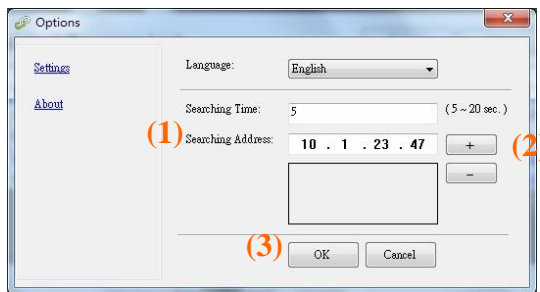 Options
Settings
About
Language: English
Searching Time: 5 (5 ~ 20 sec. )
(1) Searching Address: 10 . 1 . 23 . 47 + (2
−
(3) OK Cancel